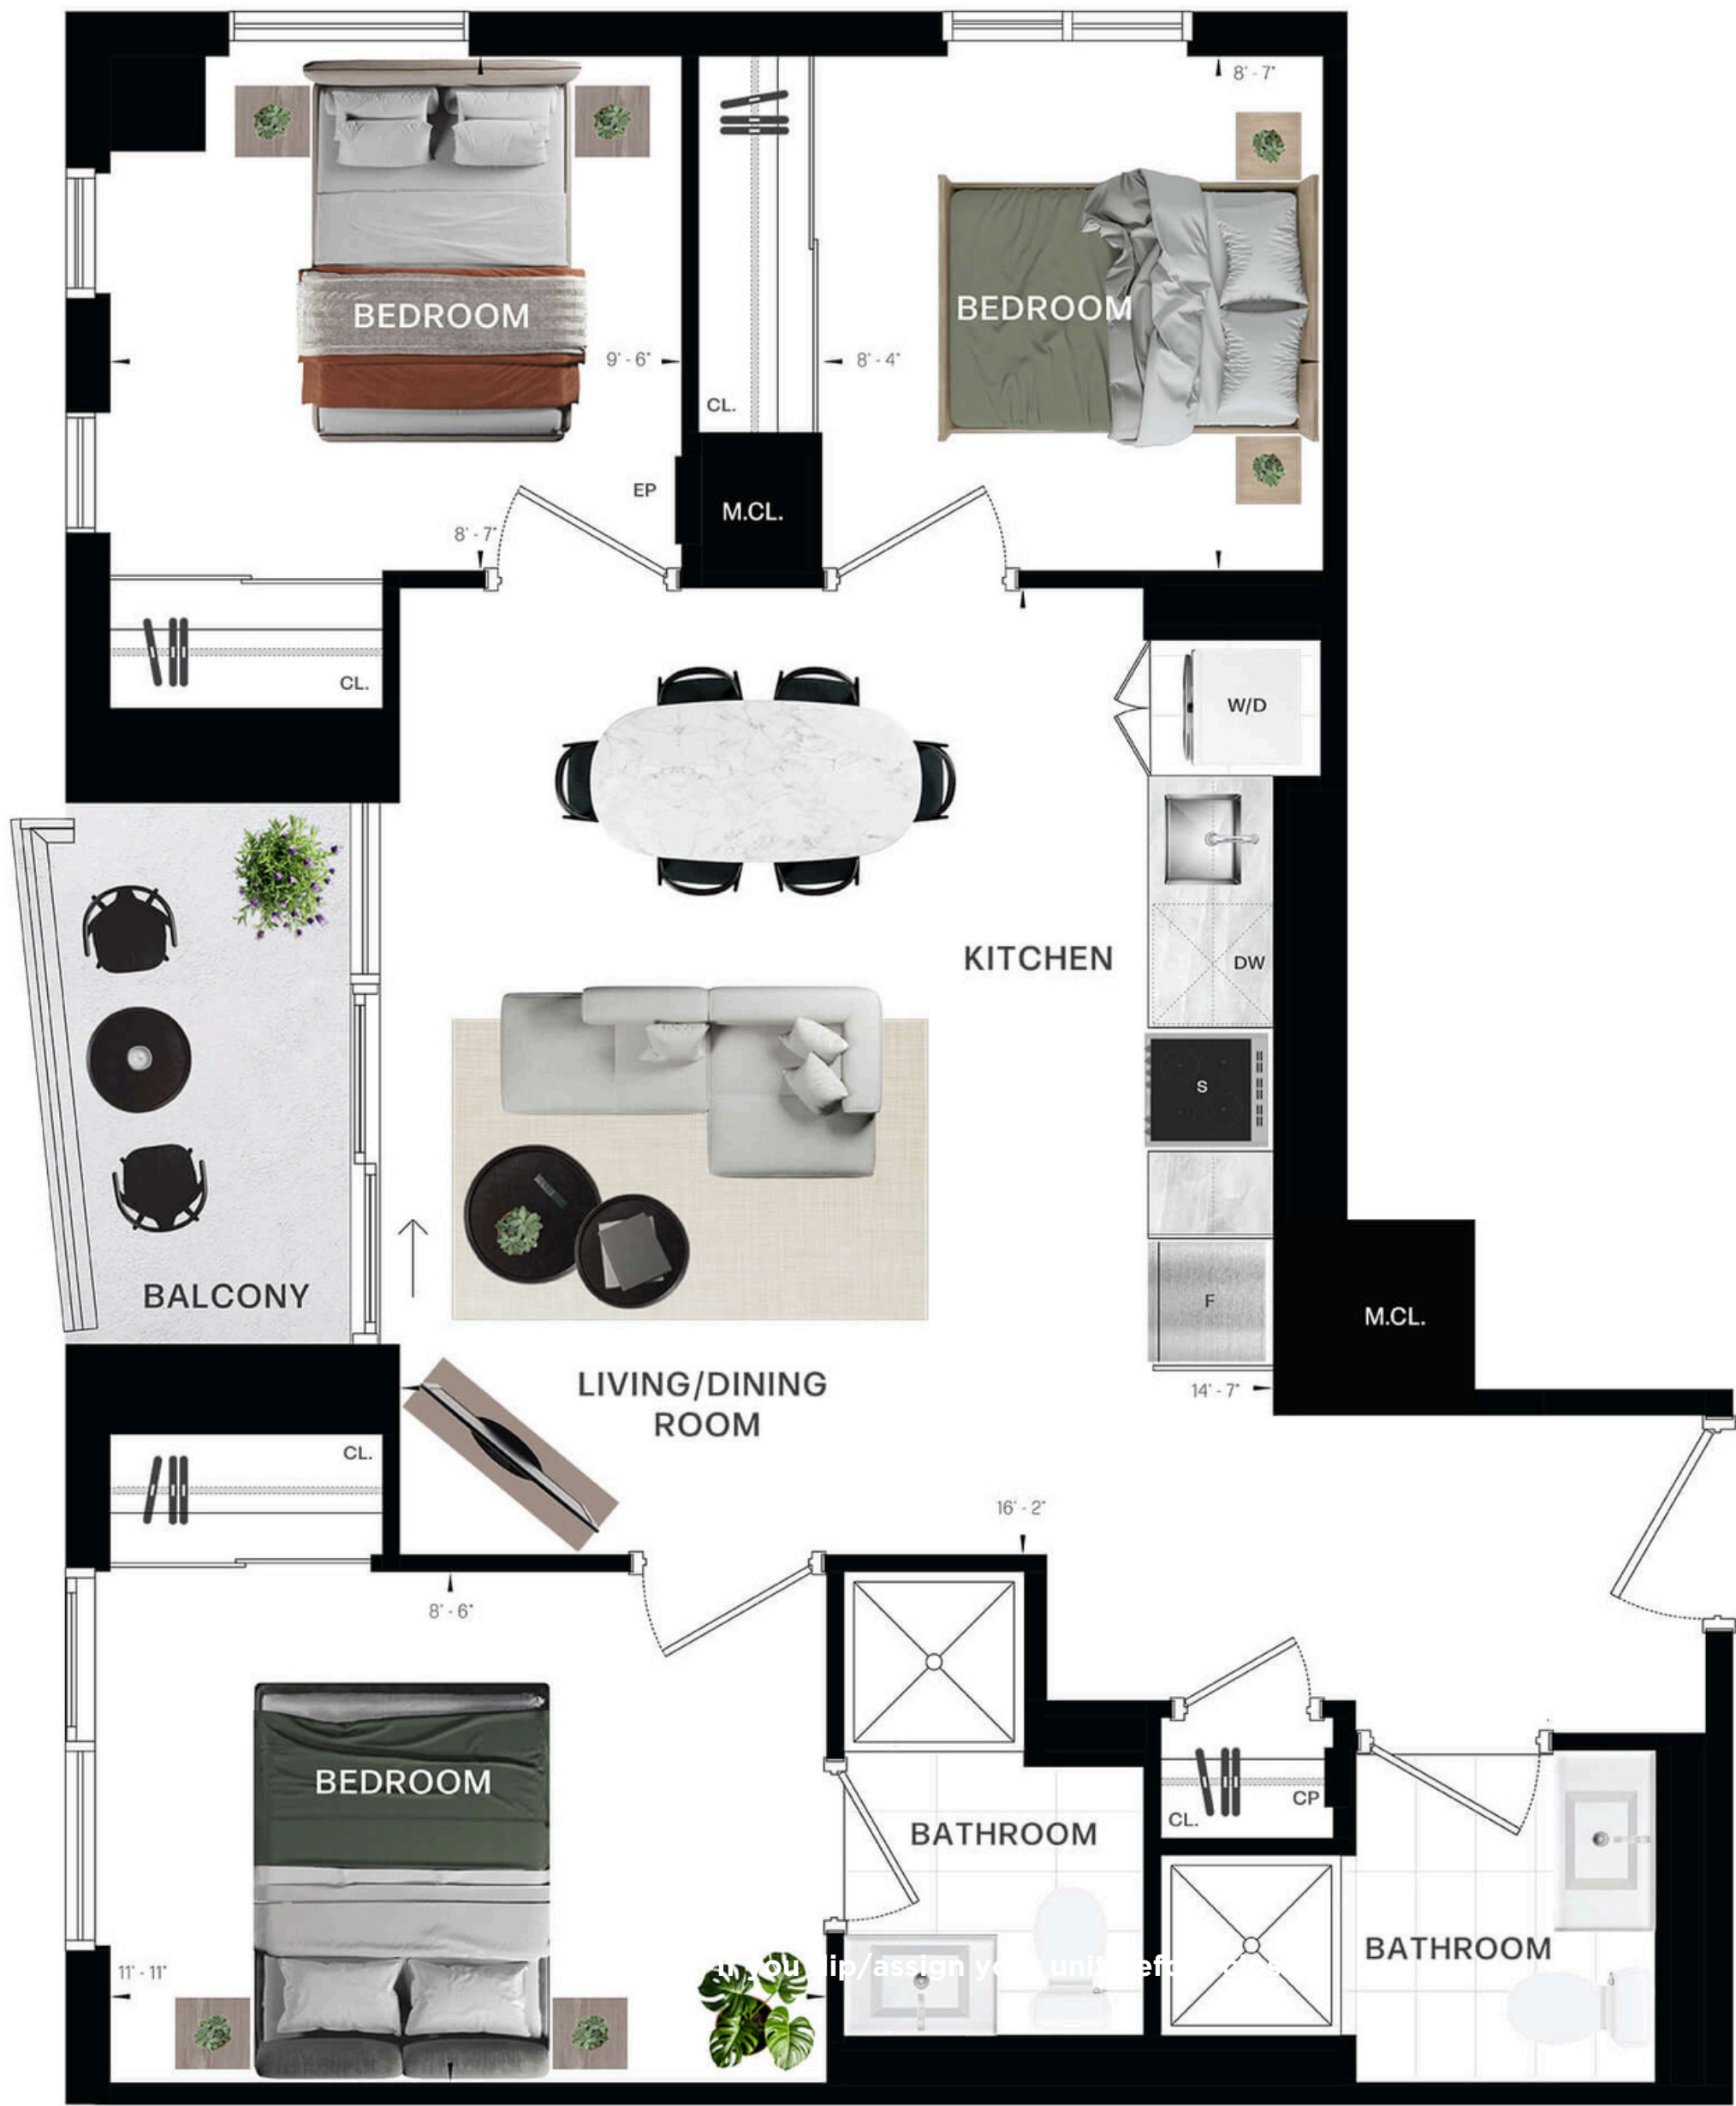 8' - 7"
BEDROOM
BEDROOM
9' - 6"
8' - 4"
CL.
EP
M.CL.
8' - 7"
CL.
W/D
KITCHEN
DW
S
BALCONY
F
M.CL.
LIVING/DINING
ROOM
14' - 7"
CL.
16' - 2"
8' - 6"
BEDROOM
CP
CL.
BATHROOM
BATHROOM
11' - 11"
you